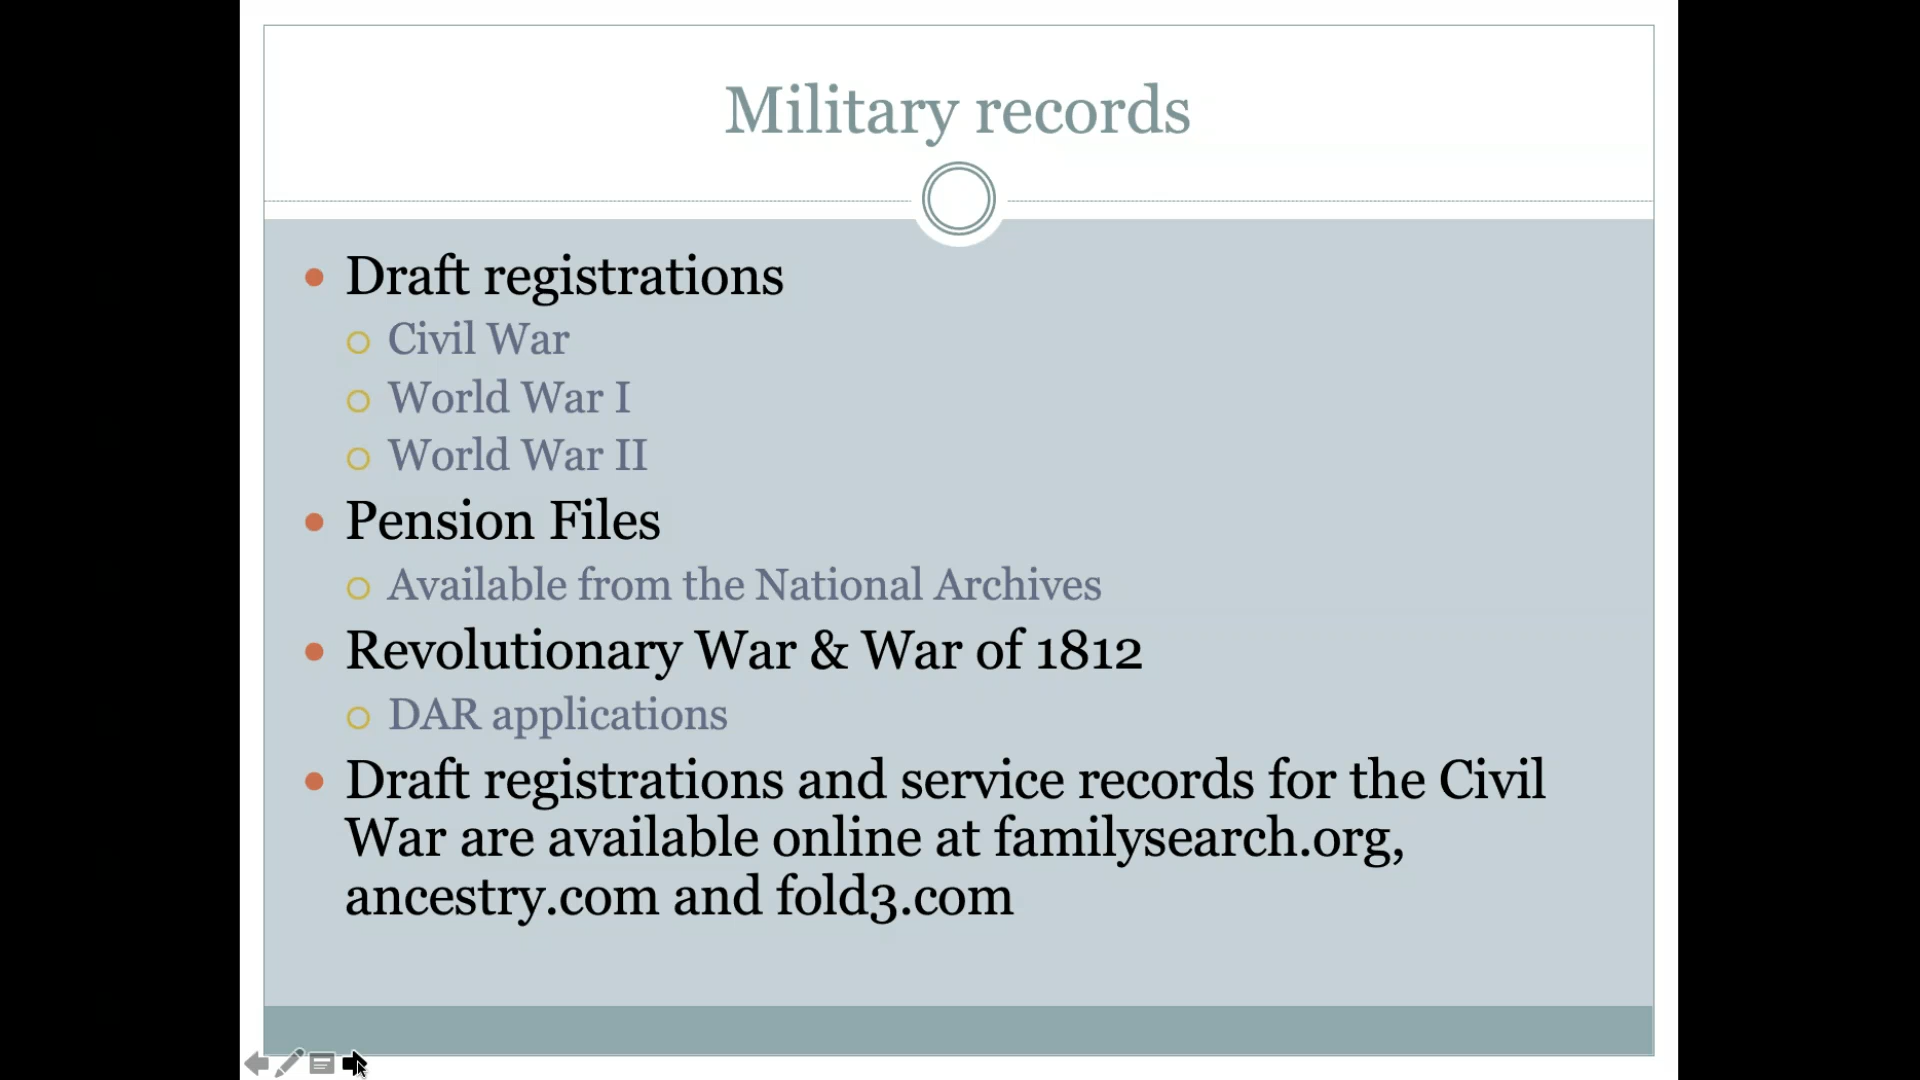 Military records
Draft registrations
Civil War
World War I
World War II
Pension Files
Available from the National Archives
Revolutionary War & War of 1812
DAR applications
Draft registrations and service records for the Civil
War are available online at familysearch.org,
ancestry.com and fold3.com